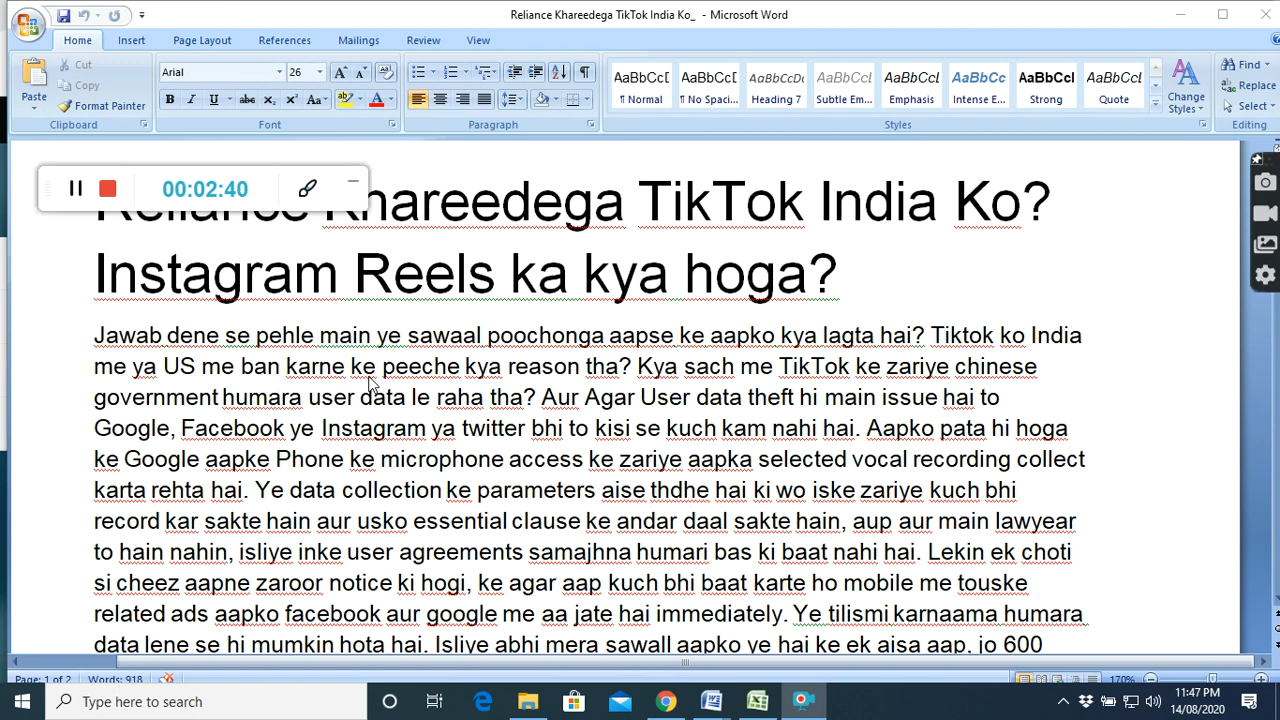 Reliance Khareedega TikTok India Ko_ - Microsoft Word
Home Insert Page Layout References Mailings Review View
Cut
Copy
Format Painter
Paste
Clipboard
Arial 26
B I U abc X₂ X² Aa
Font
Paragraph
AaBbCcI AaBbCcI AaBbCcDc AaBbCcl AaBbCcl AaBbCc AaBbCcl AaBbCcl
¶ Normal ¶ No Spaci... Heading 7 Subtle Em... Emphasis Intense E... Strong Quote
Change
Styles
Styles
Find
Replace
Select
Editing
00:02:40
Reliance Khareedega TikTok India Ko?
Instagram Reels ka kya hoga?
Jawab dene se pehle main ye sawaal poochonga aapse ke aapko kya lagta hai? Tiktok ko India
me ya US me ban karne ke peeche kya reason tha? Kya sach me TikTok ke zariye chinese
government humara user data le raha tha? Aur Agar User data theft hi main issue hai to
Google, Facebook ye Instagram ya twitter bhi to kisi se kuch kam nahi hai. Aapko pata hi hoga
ke Google aapke Phone ke microphone access ke zariye aapka selected vocal recording collect
karta rehta hai. Ye data collection ke parameters aise thdhe hai ki wo iske zariye kuch bhi
record kar sakte hain aur usko essential clause ke andar daal sakte hain, aup aur main lawyear
to hain nahin, isliye inke user agreements samajhna humari bas ki baat nahi hai. Lekin ek choti
si cheez aapne zaroor notice ki hogi, ke agar aap kuch bhi baat karte ho mobile me touske
related ads aapko facebook aur google me aa jate hai immediately. Ye tilismi karnaama humara
data lene se hi mumkin hota hai. Isliye abhi mera sawall aapko ye hai ke ek aisa aap, jo 600
Page: 1 of 2 Words: 918 170%
Type here to search
11:47 PM
14/08/2020